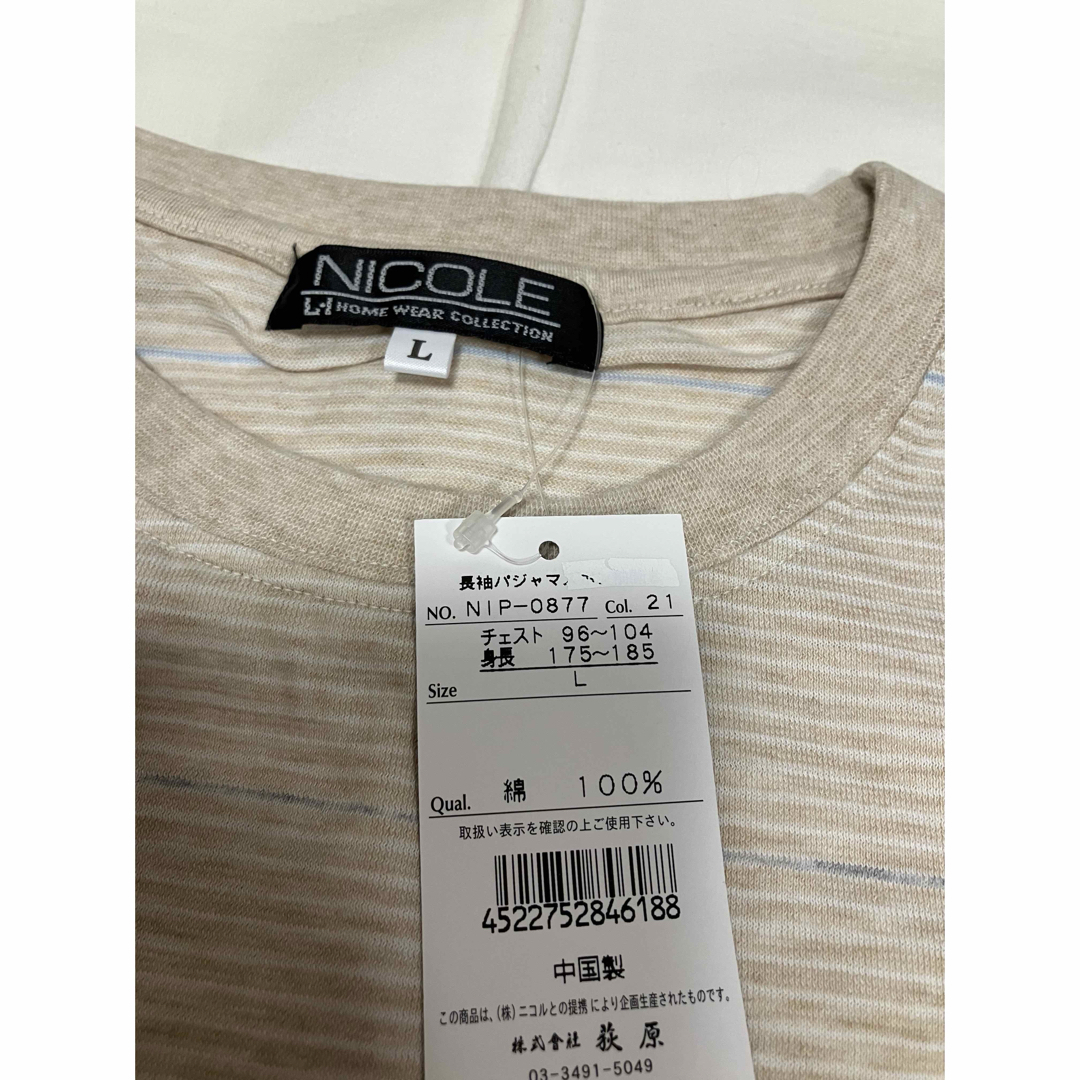 NICOLE
HOME WEAR COLLECTION
L
長袖パジャマ
NO. NIP-0877 Col. 21
チェスト 96~104
身長 175~185
Size L
Qual. 綿 100%
取扱い表示を確認の上ご使用下さい。
4522752846188
中国製
この商品は、(株)ニコルとの提携により企画生産されたものです。
株式會社 荻原
03-3491-5049